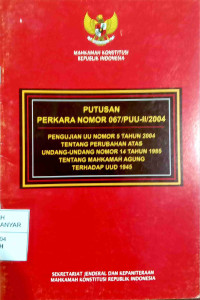 MAHKAMAH KONSTITUSI
REPUBLIK INDONESIA
PUTUSAN
PERKARA NOMOR 067/PUU-II/2004
PENGUJIAN UU NOMOR 5 TAHUN 2004
TENTANG PERUBAHAN ATAS
UNDANG-UNDANG NOMOR 14 TAHUN 1985
TENTANG MAHKAMAH AGUNG
TERHADAP UUD 1945
SEKRETARIAT JENDERAL DAN KEPANITERAAN
MAHKAMAH KONSTITUSI REPUBLIK INDONESIA